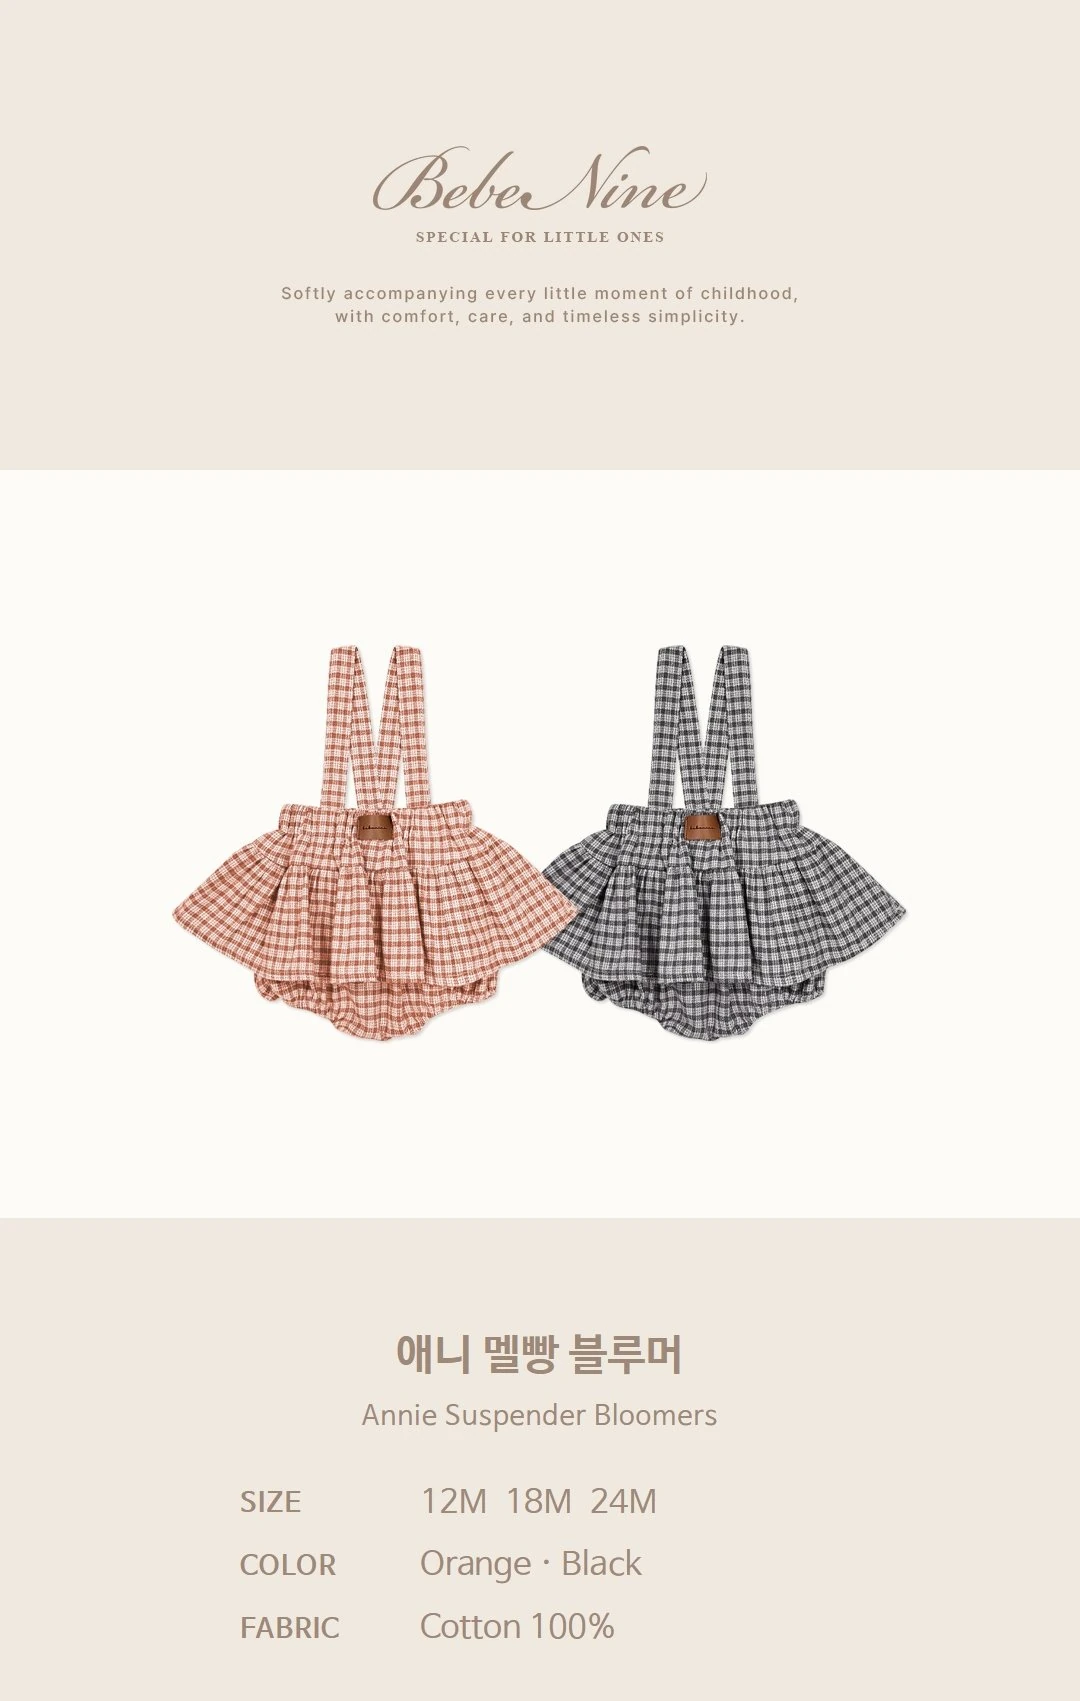 Bebe Nine
SPECIAL FOR LITTLE ONES
Softly accompanying every little moment of childhood,
with comfort, care, and timeless simplicity.
애니 멜빵 블루머
Annie Suspender Bloomers
SIZE 12M 18M 24M
COLOR Orange · Black
FABRIC Cotton 100%